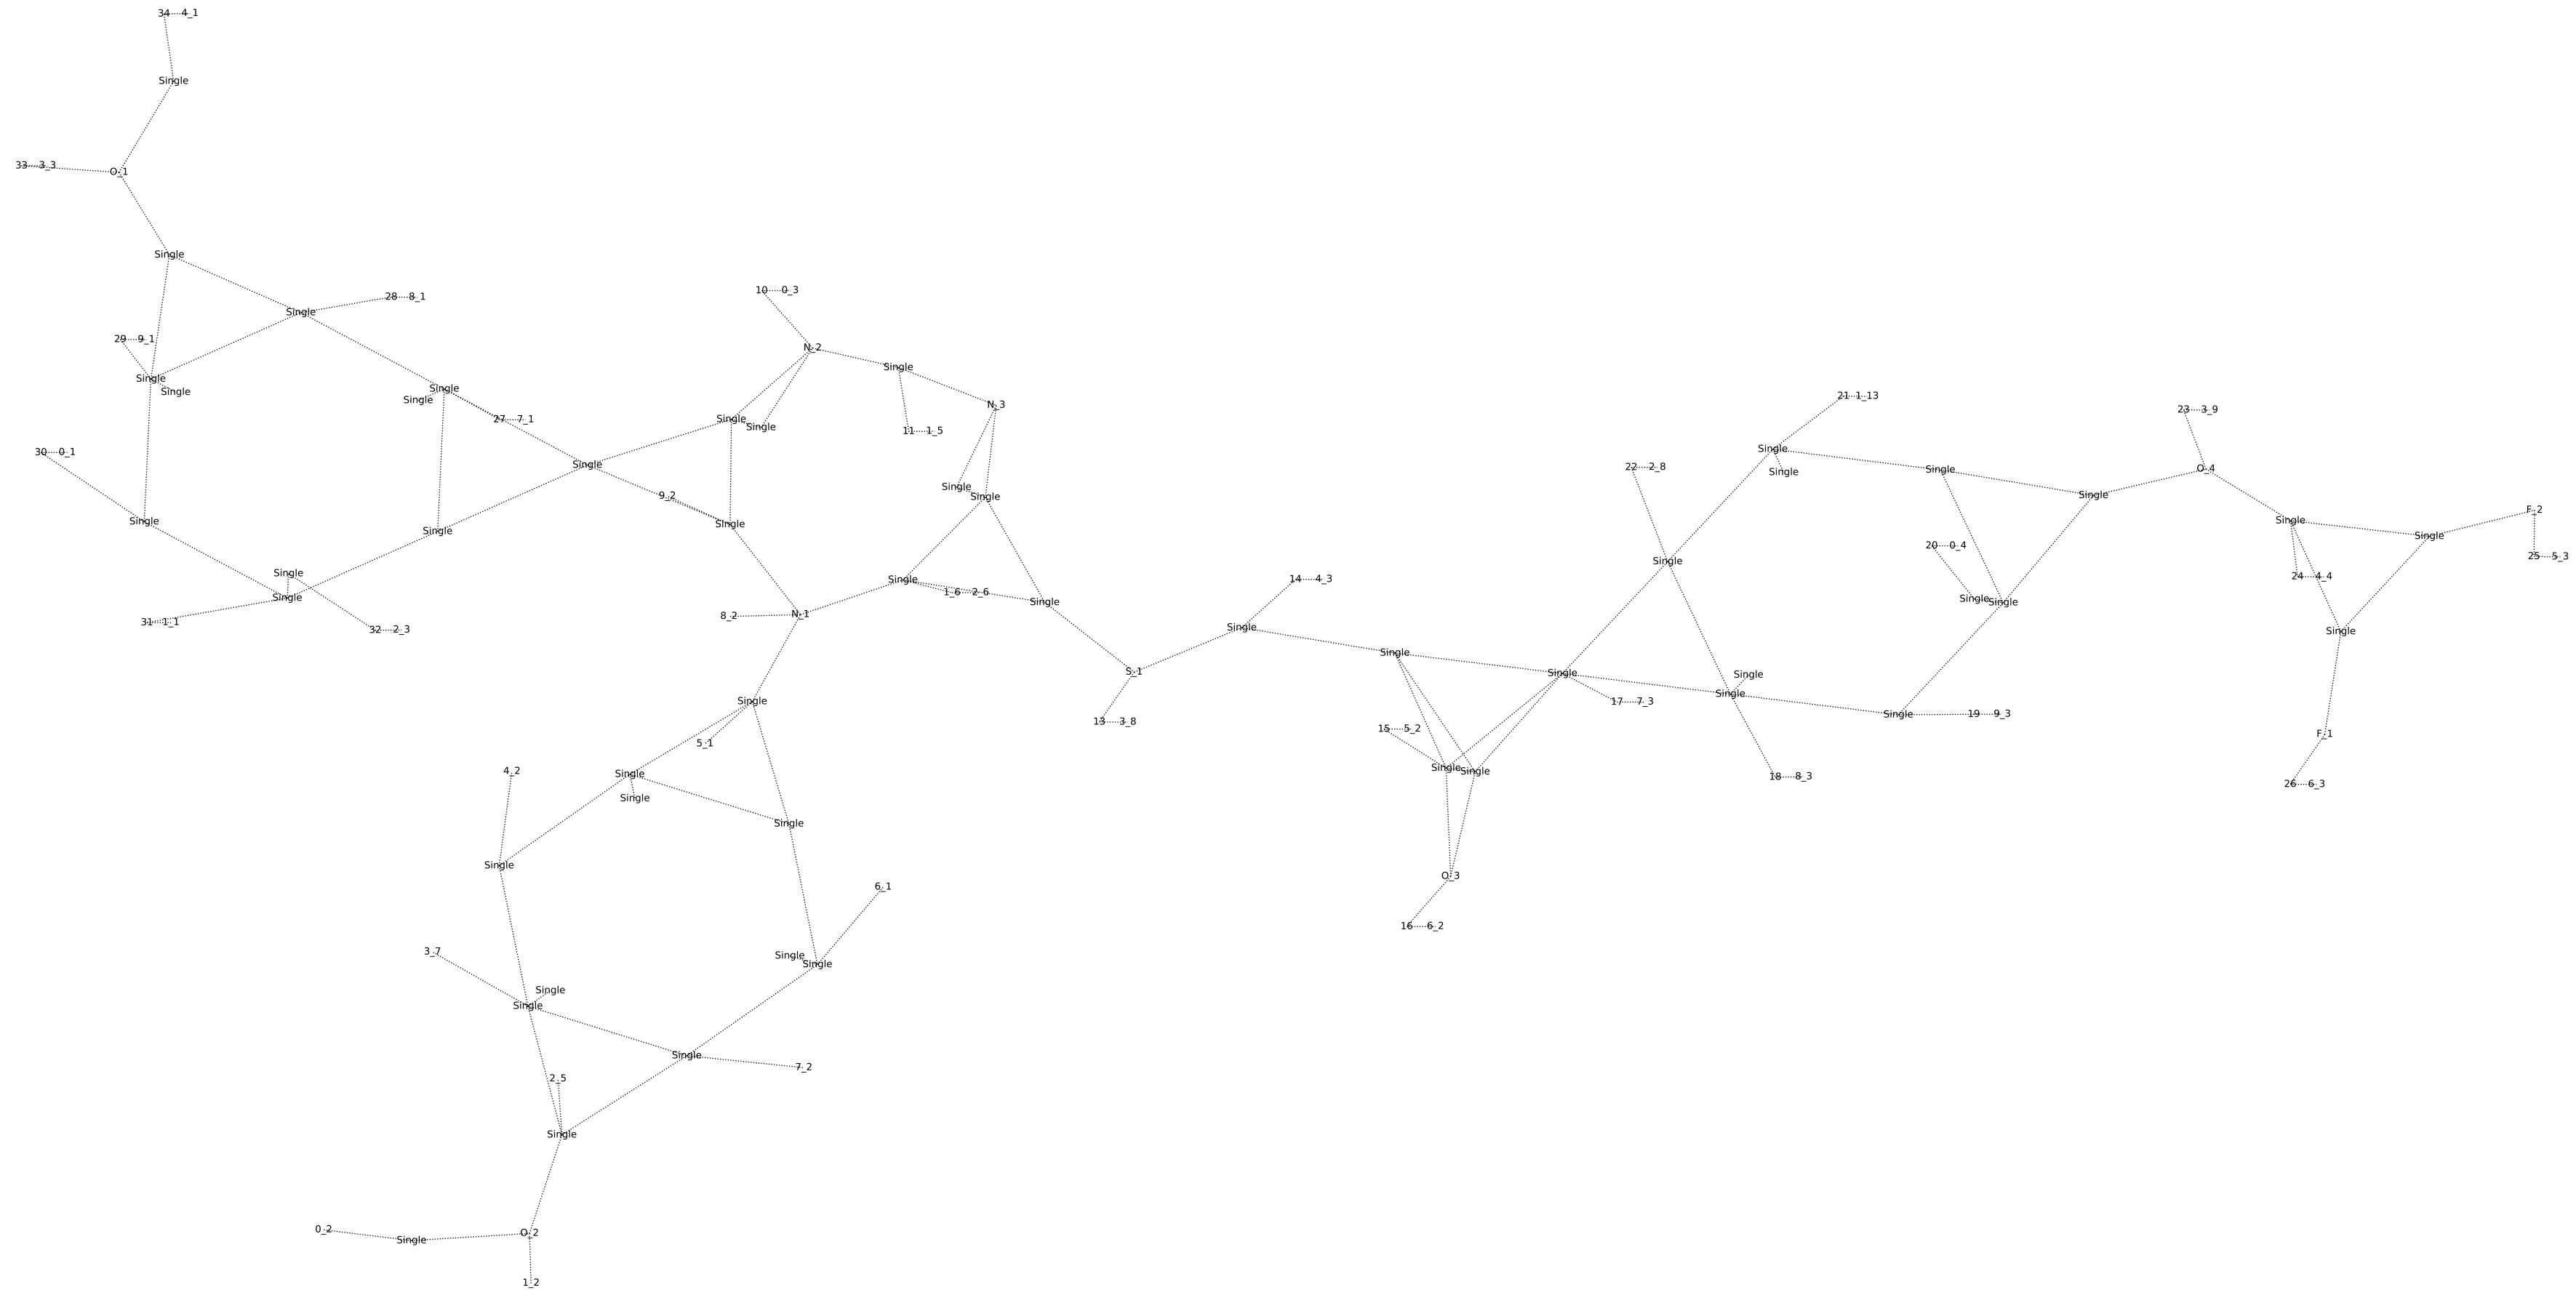 34 4_1
Single
33 3_3
O_1
Single
10 0_3
28 8_1
Single
29 9_1
N_2
Single
Single
Single
Single
Single
21 1_13
N_3
23 3_9
27 7_1
Single
Single
11 1_5
Single
30 0_1
Single
22 2_8
Single
Single
O_4
Single
9_2
Single
Single
Single
F_2
Single
Single
Single
Single
Single
20 0_4
25 5_3
Single
Single
Single
14 4_3
24 4_4
1_6 2_6
Single
Single
Single
Single
8_2
N_1
31 1_1
32 2_3
Single
Single
Single
S_1
Single
Single
Single
Single
17 7_3
19 9_3
Single
13 3_8
15 5_2
F_1
5_1
4_2
Single
Single
Single
18 8_3
26 6_3
Single
Single
Single
O_3
6_1
16 6_2
3_7
Single
Single
Single
Single
Single
7_2
2_5
Single
0_2
O_2
Single
1_2